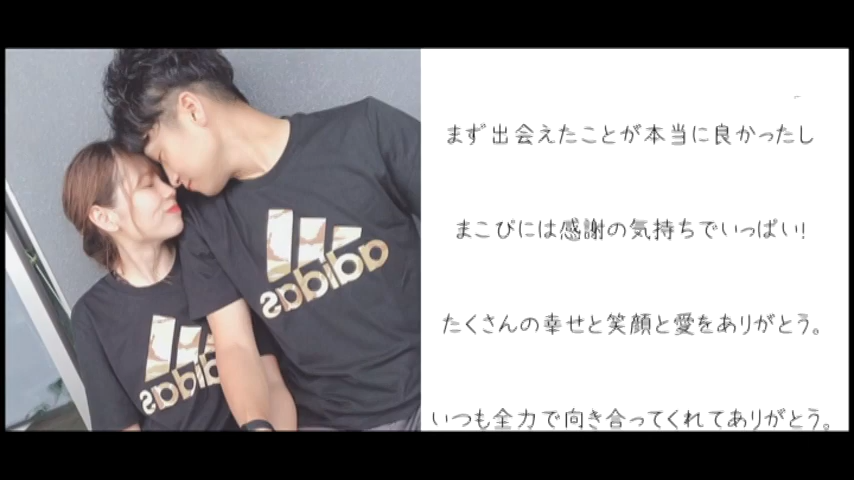 まず出会えたことが本当に良かったし
まこぴには感謝の気持ちでいっぱい!
たくさんの幸せと笑顔と愛をありがとう。
いつも全力で向き合ってくれてありがとう。
adidas
adidas